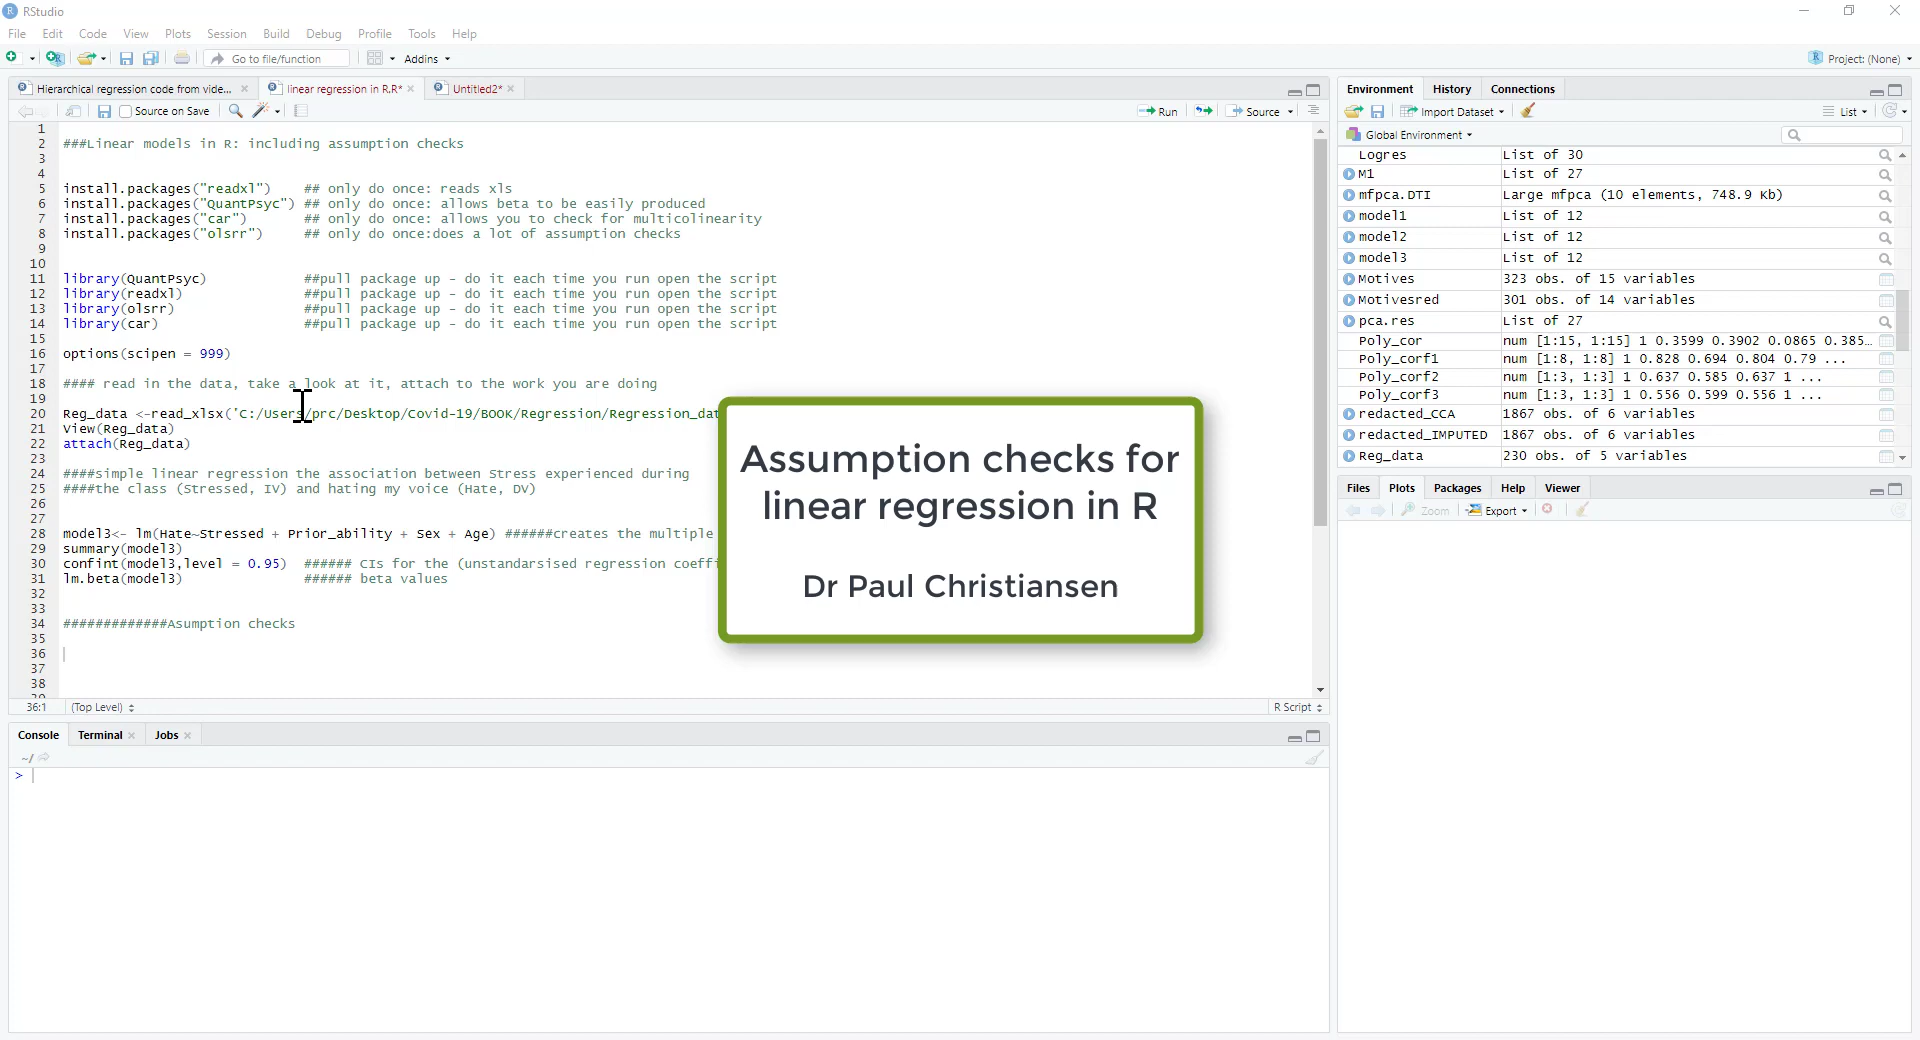 RStudio
File Edit Code View Plots Session Build Debug Profile Tools Help
Go to file/function Addins Project: (None)
Hierarchical regression code from vide... linear regression in R.R* Untitled2*
Source on Save Run Source
1
2 ###Linear models in R: including assumption checks
3
4
5 install.packages("readxl") ## only do once: reads xls
6 install.packages("QuantPsyc") ## only do once: allows beta to be easily produced
7 install.packages("car") ## only do once: allows you to check for multicolinearity
8 install.packages("olsrr") ## only do once:does a lot of assumption checks
9
10
11 library(QuantPsyc) ##pull package up - do it each time you run open the script
12 library(readxl) ##pull package up - do it each time you run open the script
13 library(olsrr) ##pull package up - do it each time you run open the script
14 library(car) ##pull package up - do it each time you run open the script
15
16 options(scipen = 999)
17
18 #### read in the data, take a look at it, attach to the work you are doing
19
20 Reg_data <-read_xlsx('C:/Users/prc/Desktop/Covid-19/BOOK/Regression/Regression_dat
21 View(Reg_data)
22 attach(Reg_data)
23
24 ####simple linear regression the association between Stress experienced during
25 ####the class (Stressed, IV) and hating my voice (Hate, DV)
26
27
28 model3<- lm(Hate~Stressed + Prior_ability + Sex + Age) ######creates the multiple
29 summary(model3)
30 confint(model3,level = 0.95) ###### CIs for the (unstandarsised regression coeffi
31 lm.beta(model3) ###### beta values
32
33
34 #############Asumption checks
35
36
37
38
39
36:1 (Top Level) R Script
Assumption checks for
linear regression in R
Dr Paul Christiansen
Console Terminal Jobs
~/
>
Environment History Connections
Import Dataset List
Global Environment
Logres List of 30
M1 List of 27
mfpca.DTI Large mfpca (10 elements, 748.9 Kb)
model1 List of 12
model2 List of 12
model3 List of 12
Motives 323 obs. of 15 variables
Motivesred 301 obs. of 14 variables
pca.res List of 27
Poly_cor num [1:15, 1:15] 1 0.3599 0.3902 0.0865 0.385...
Poly_corf1 num [1:8, 1:8] 1 0.828 0.694 0.804 0.79 ...
Poly_corf2 num [1:3, 1:3] 1 0.637 0.585 0.637 1 ...
Poly_corf3 num [1:3, 1:3] 1 0.556 0.599 0.556 1 ...
redacted_CCA 1867 obs. of 6 variables
redacted_IMPUTED 1867 obs. of 6 variables
Reg_data 230 obs. of 5 variables
Files Plots Packages Help Viewer
Zoom Export